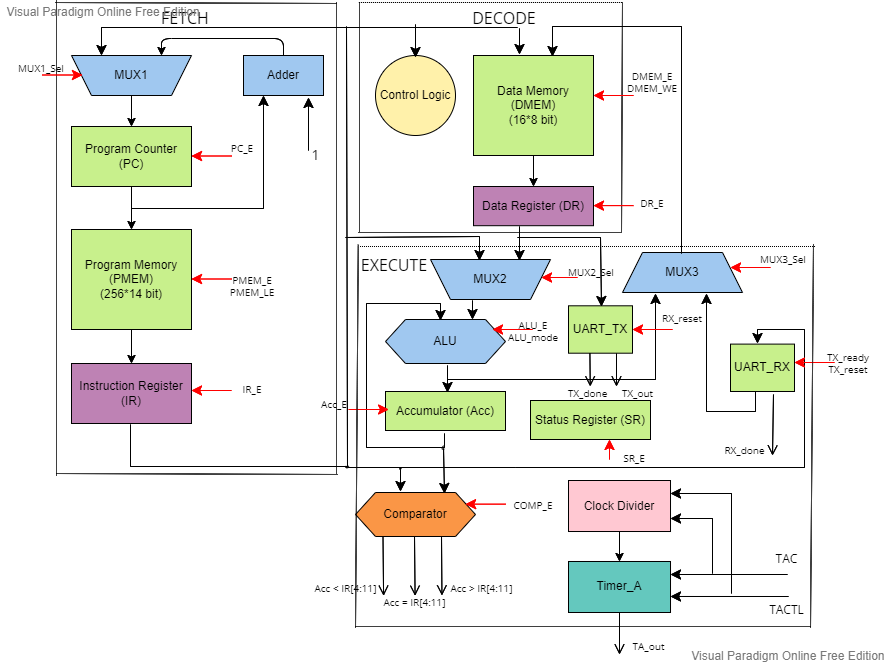 Visual Paradigm Online Free Edition
FETCH
DECODE
MUX1_Sel
MUX1
Adder
Control Logic
Data Memory
(DMEM)
(16*8 bit)
DMEM_E
DMEM_WE
Program Counter
(PC)
PC_E
1
Data Register (DR)
DR_E
Program Memory
(PMEM)
(256*14 bit)
PMEM_E
PMEM_LE
EXECUTE
MUX2
MUX2_Sel
MUX3
MUX3_Sel
ALU
ALU_E
ALU_mode
UART_TX
RX_reset
UART_RX
TX_ready
TX_reset
Instruction Register
(IR)
IR_E
TX_done
TX_out
Acc_E
Accumulator (Acc)
Status Register (SR)
SR_E
RX_done
Comparator
COMP_E
Clock Divider
TAC
Timer_A
TACTL
Acc < IR[4:11]
Acc = IR[4:11]
Acc > IR[4:11]
TA_out
Visual Paradigm Online Free Edition